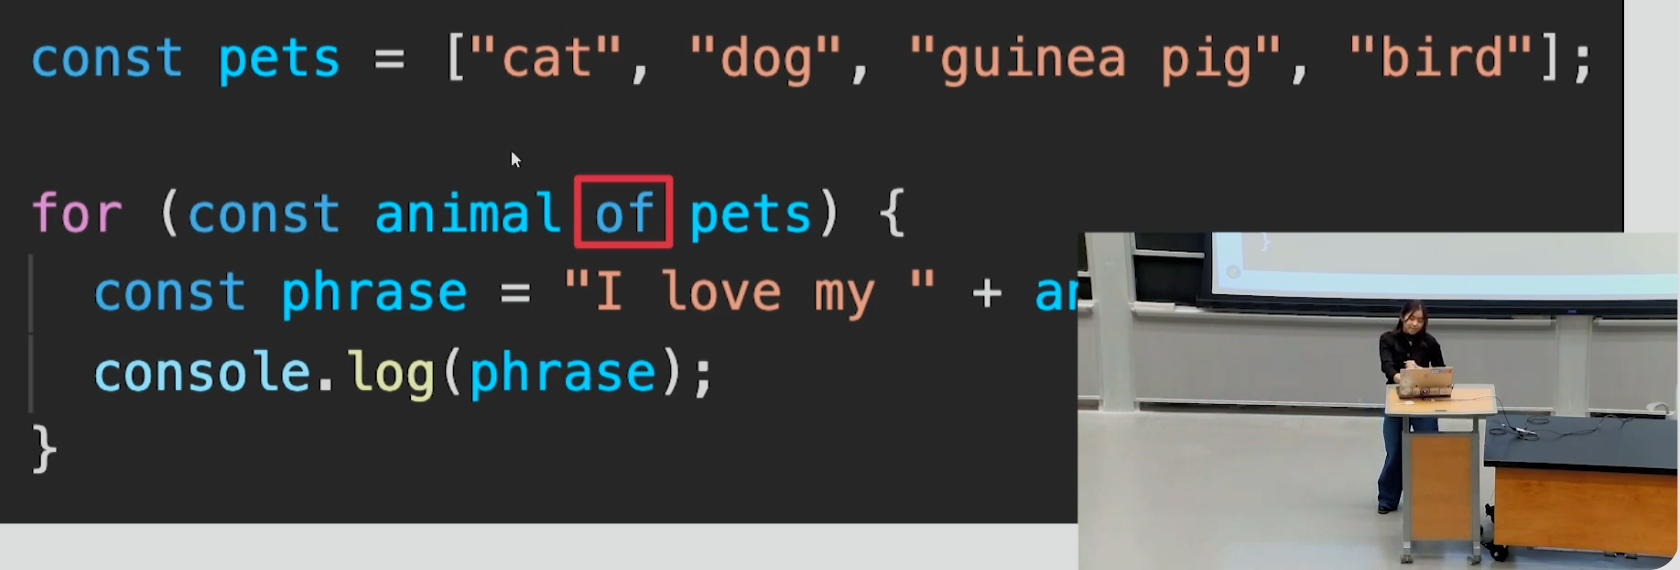 const pets = ["cat", "dog", "guinea pig", "bird"];
for (const animal of pets) {
const phrase = "I love my " + an
console.log(phrase);
}
}